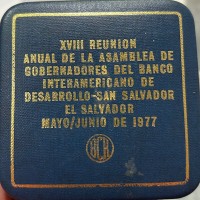 XVIII REUNION
ANUAL DE LA ASAMBLEA DE
GOBERNADORES DEL BANCO
INTERAMERICANO DE
DESARROLLO-SAN SALVADOR
EL SALVADOR
MAYO/JUNIO DE 1977
BCR